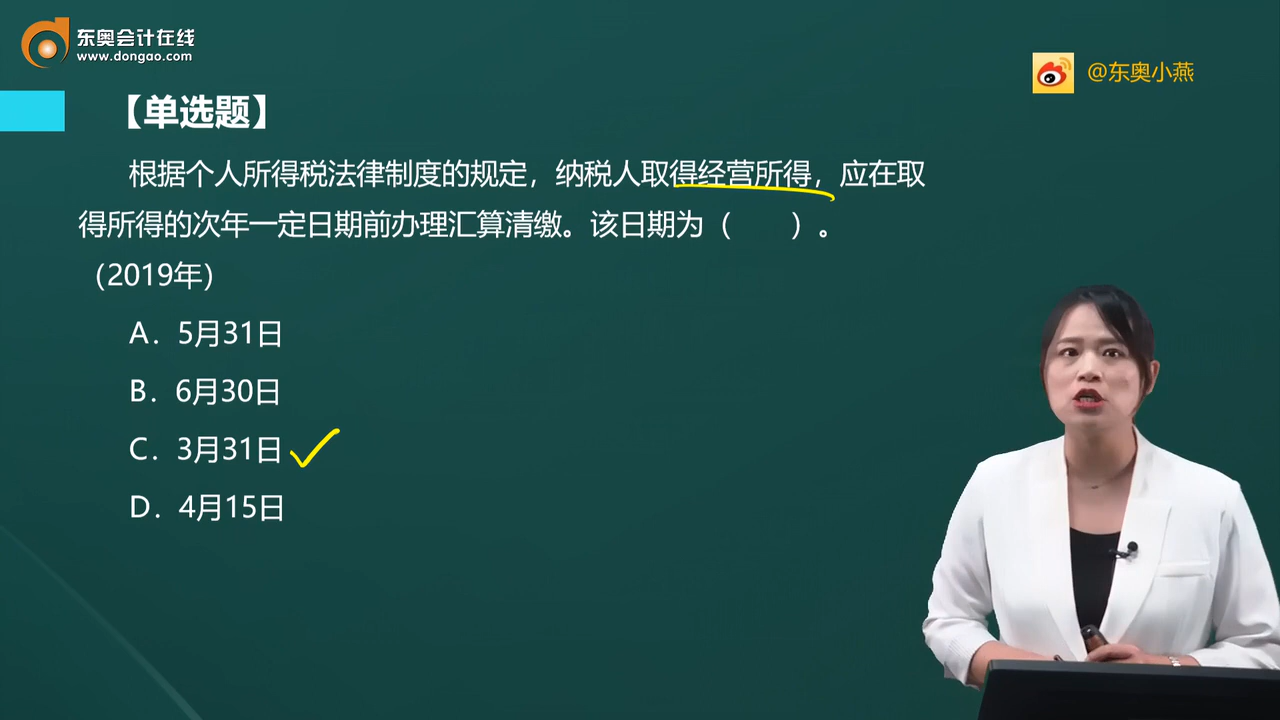 东奥会计在线
www.dongao.com
@东奥小燕
【单选题】
根据个人所得税法律制度的规定，纳税人取得经营所得，应在取
得所得的次年一定日期前办理汇算清缴。该日期为（　　）。
（2019年）
A．5月31日
B．6月30日
C．3月31日
D．4月15日